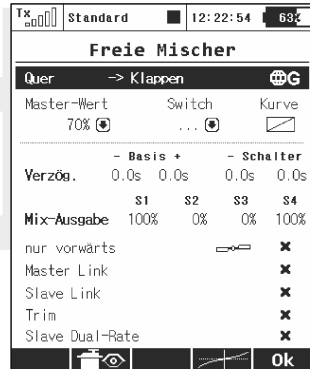 Tx Standard 12:22:54 63%
Freie Mischer
Quer -> Klappen G
Master-Wert Switch Kurve
70% ...
- Basis + - Schalter
Verzög. 0.0s 0.0s 0.0s 0.0s
S1 S2 S3 S4
Mix-Ausgabe 100% 0% 0% 100%
nur vorwärts
Master Link
Slave Link
Trim
Slave Dual-Rate
Ok